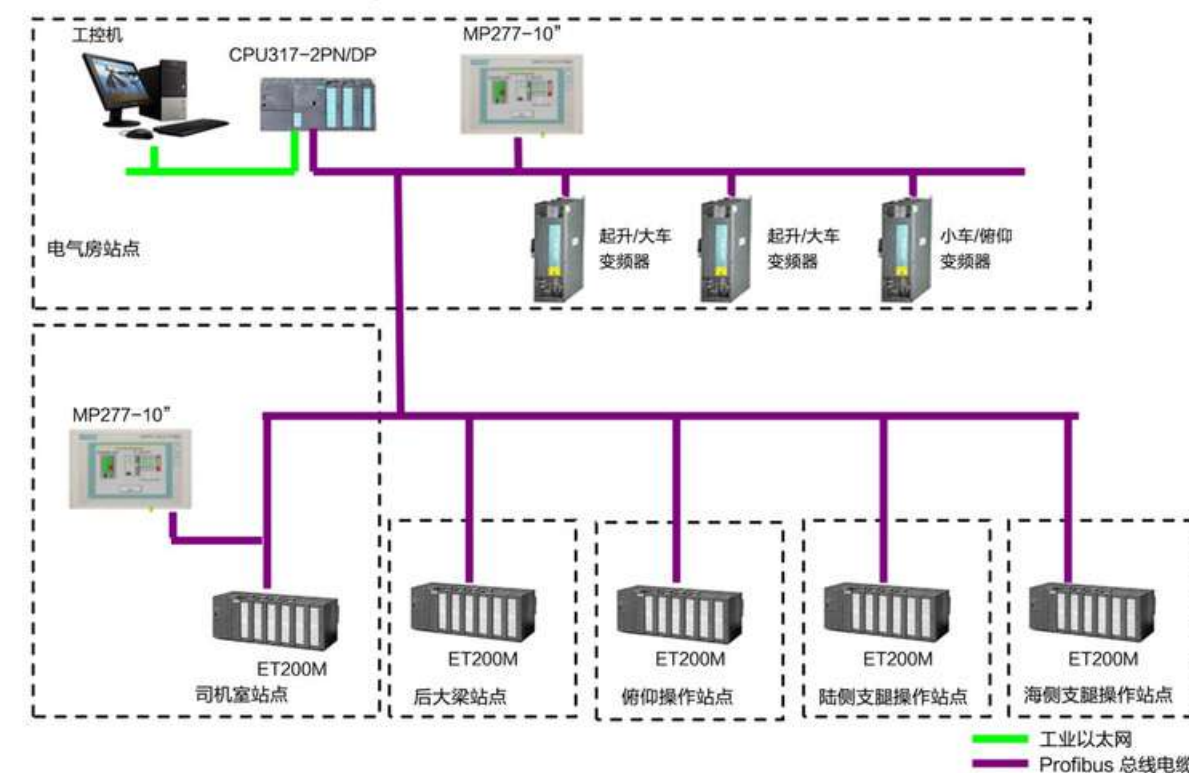 工控机
CPU317-2PN/DP
MP277-10”
电气房站点
起升/大车
变频器
起升/大车
变频器
小车/俯仰
变频器
MP277-10”
ET200M
司机室站点
ET200M
后大梁站点
ET200M
俯仰操作站点
ET200M
陆侧支腿操作站点
ET200M
海侧支腿操作站点
工业以太网
Profibus 总线电缆